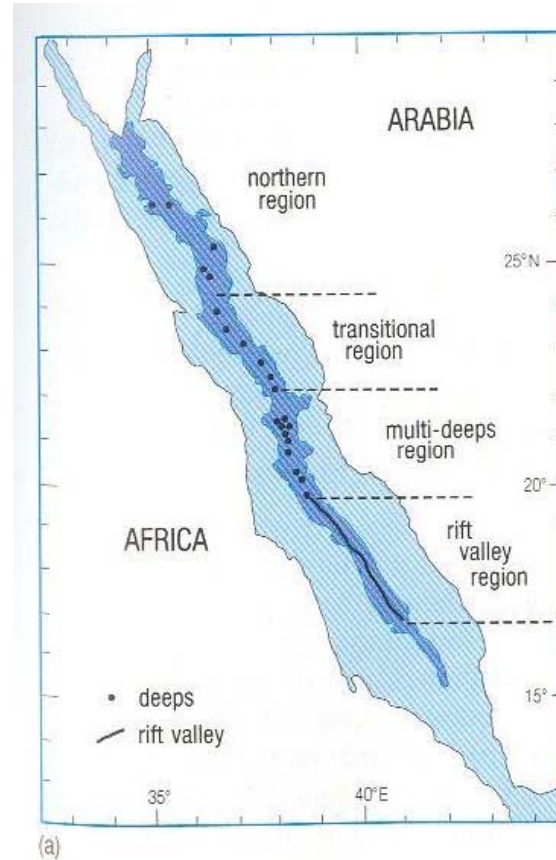 ARABIA
northern
region
25°N
transitional
region
multi-deeps
region
20°
AFRICA
rift
valley
region
• deeps
rift valley
15°
35°
40°E
(a)